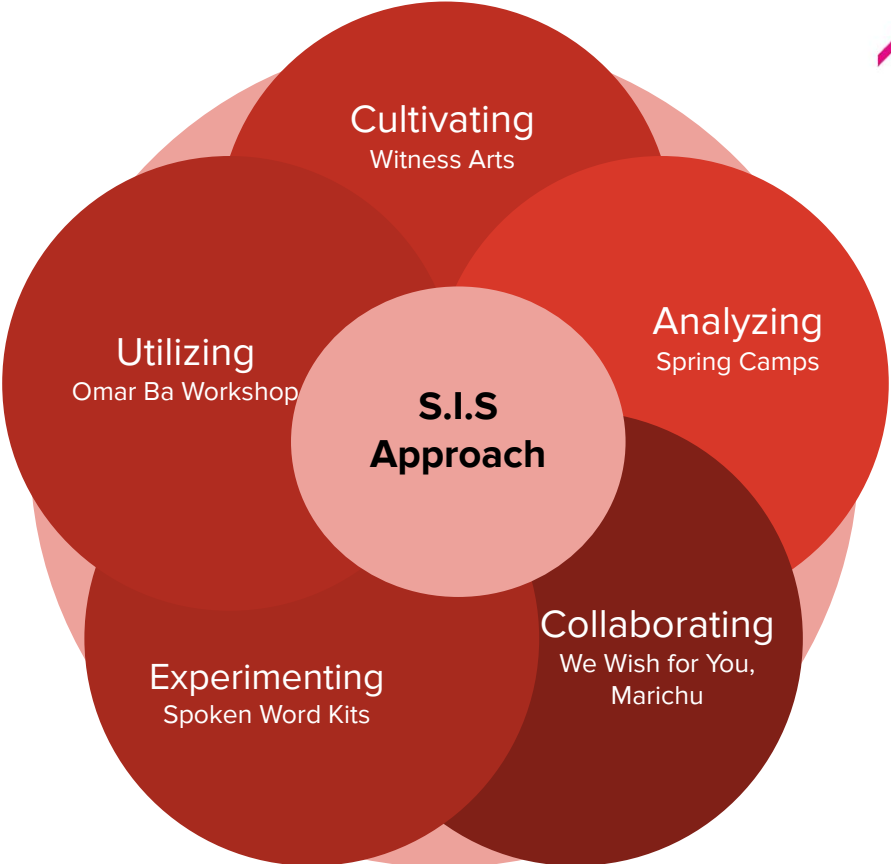 Cultivating
Witness Arts
Analyzing
Spring Camps
Utilizing
Omar Ba Workshop
S.I.S
Approach
Collaborating
We Wish for You,
Marichu
Experimenting
Spoken Word Kits